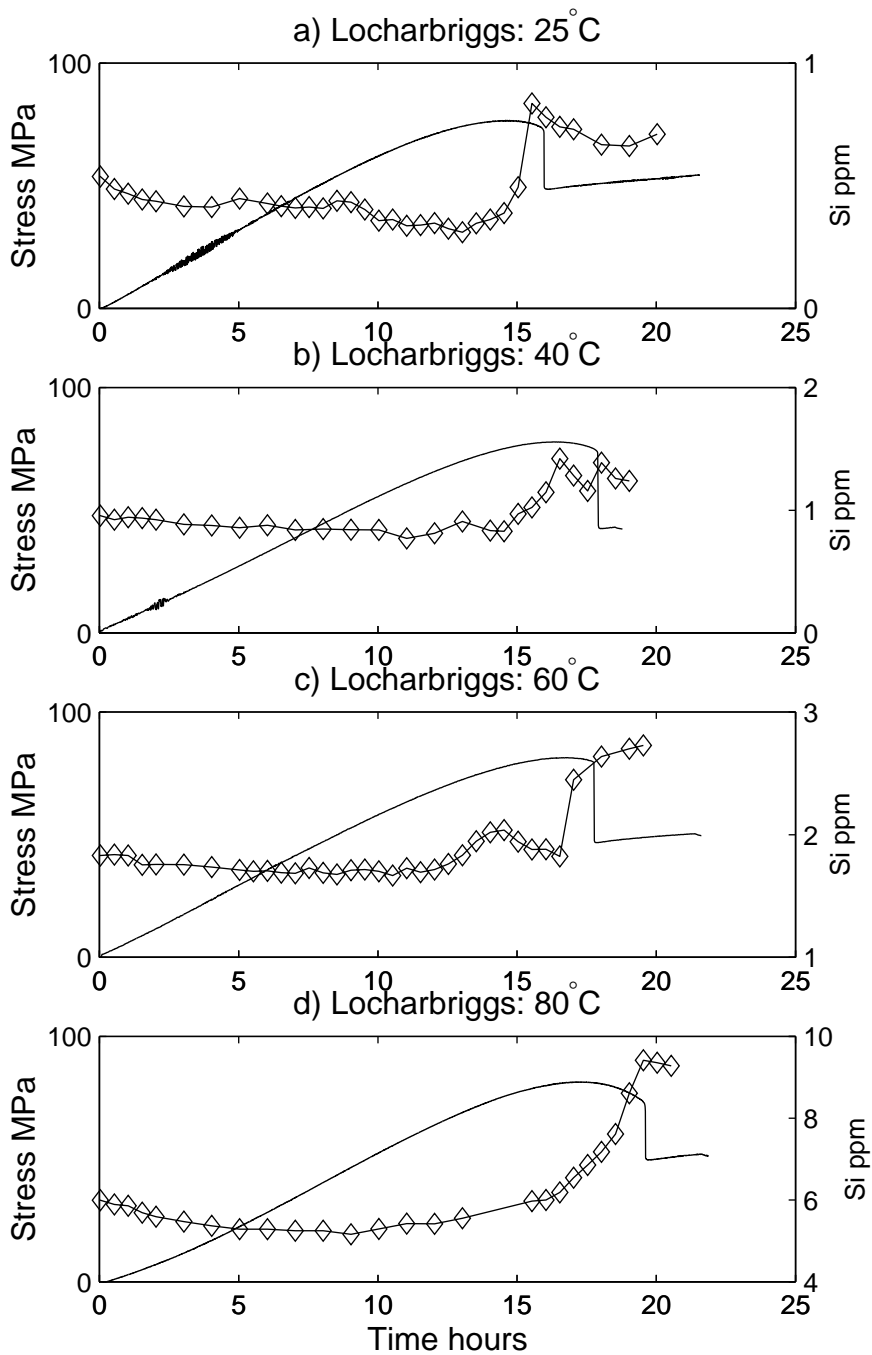 a) Locharbriggs: 25°C
100
1
Stress MPa
Si ppm
0
0
0 5 10 15 20 25
b) Locharbriggs: 40°C
100
2
Stress MPa
1
Si ppm
0
0
0 5 10 15 20 25
c) Locharbriggs: 60°C
100
3
Stress MPa
2
Si ppm
0
1
0 5 10 15 20 25
d) Locharbriggs: 80°C
100
10
8
Stress MPa
Si ppm
6
0
4
0 5 10 15 20 25
Time hours